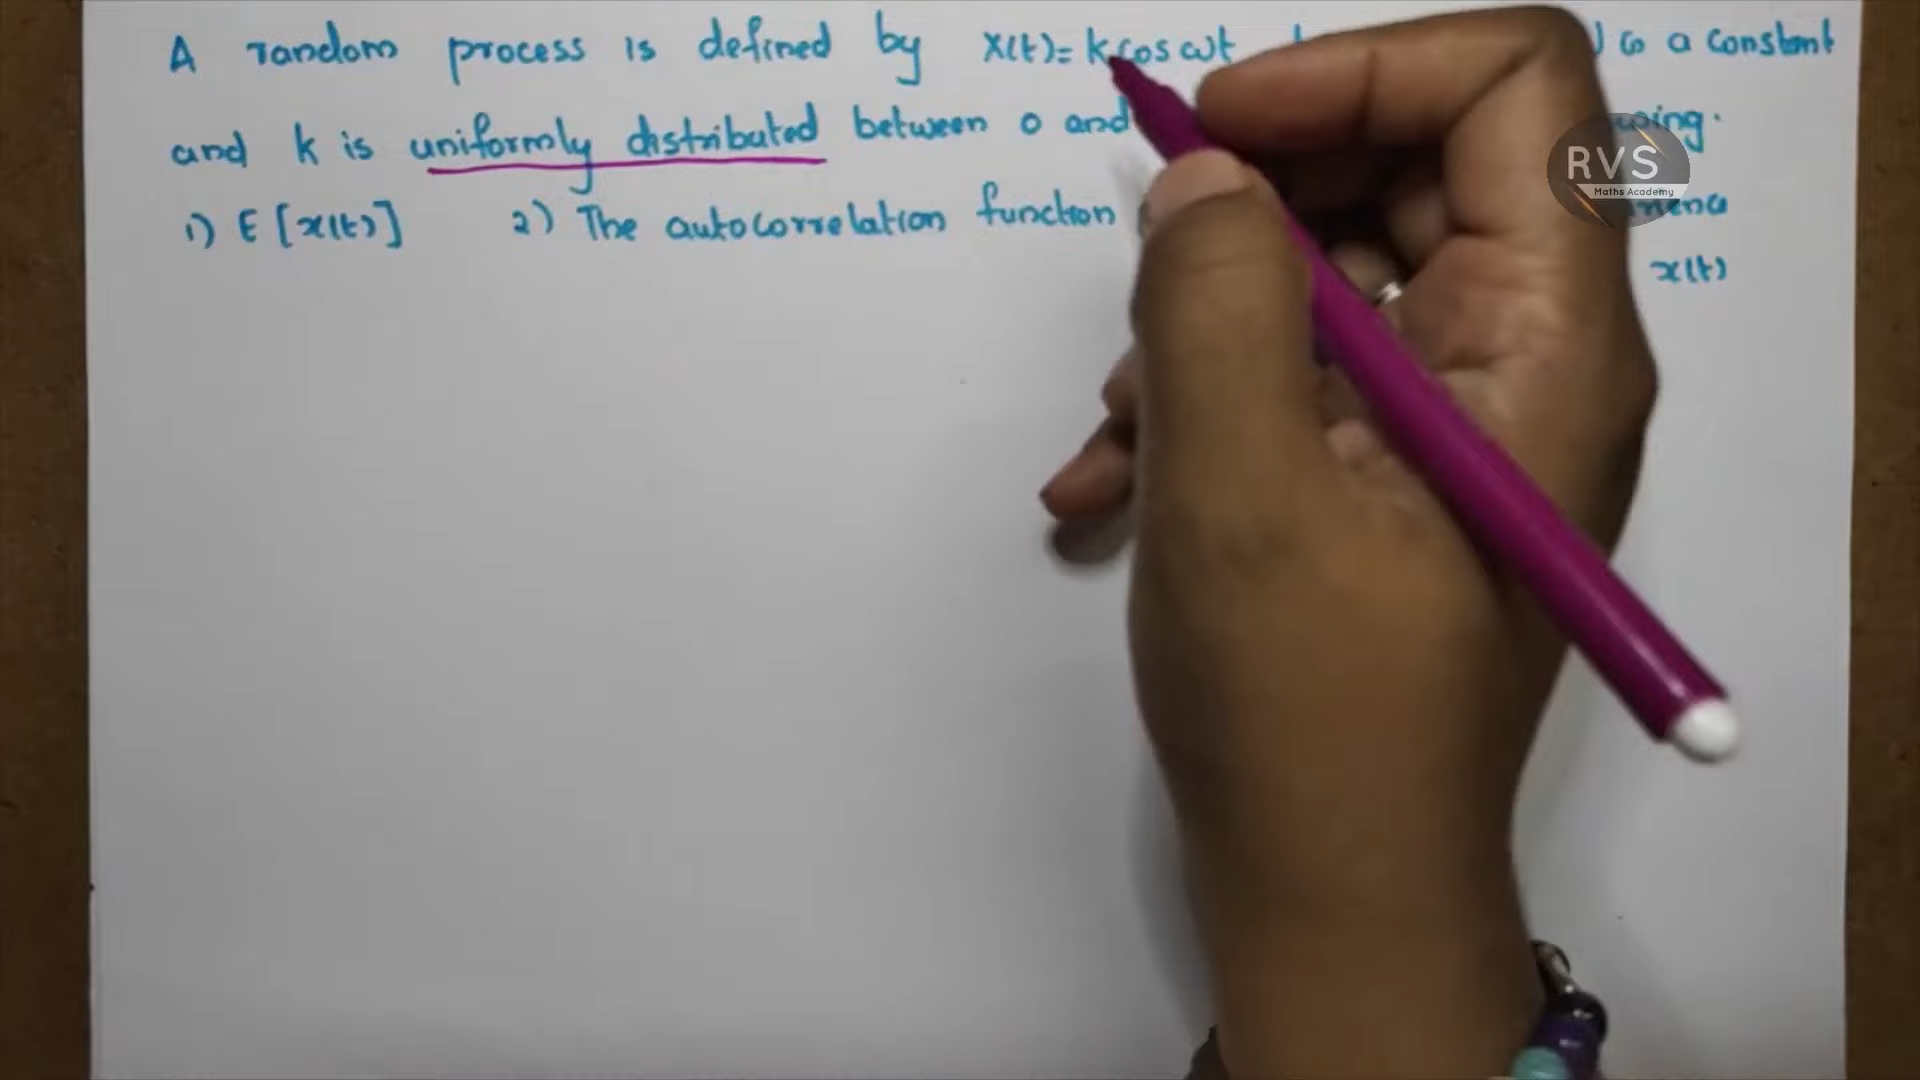 A random process is defined by X(t)= k cos ωt is a constant
and k is uniformly distributed between 0 and
1) E [x(t)] 2) The autocorrelation function
x(t)
RVS
Maths Academy